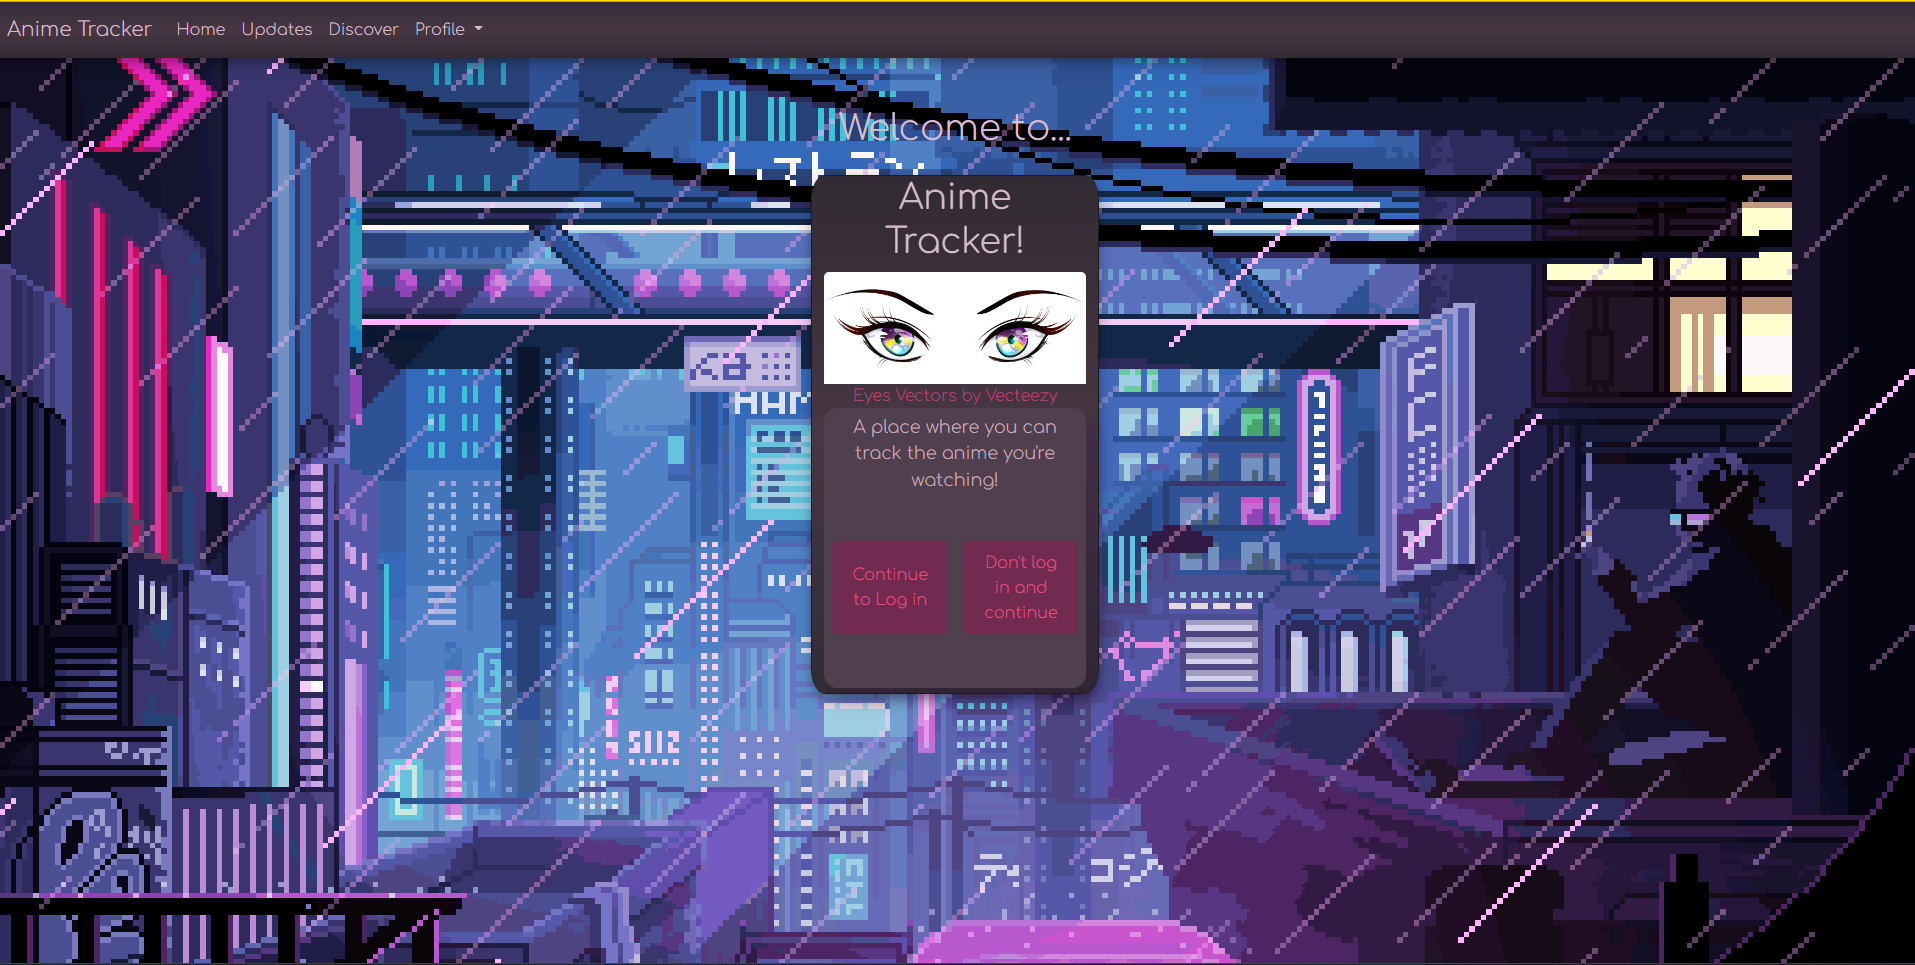 Anime Tracker Home Updates Discover Profile
Welcome to...
Anime
Tracker!
Eyes Vectors by Vecteezy
A place where you can
track the anime you're
watching!
Continue
to Log in
Don't log
in and
continue